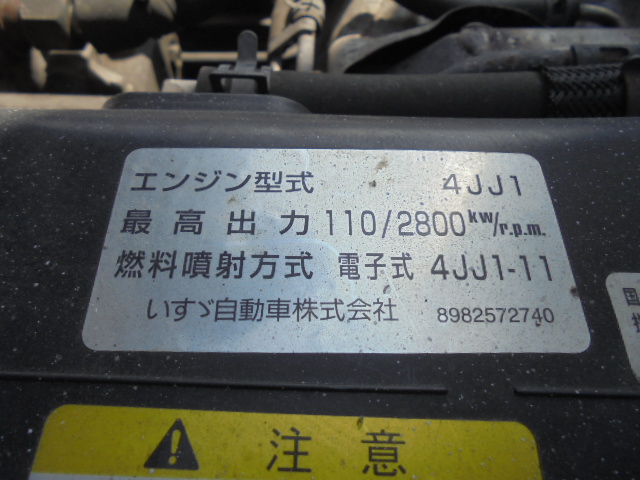 エンジン型式 4JJ1
最高出力 110/2800 kw/r.p.m.
燃料噴射方式 電子式 4JJ1-11
いすゞ自動車株式会社 8982572740
国
注意